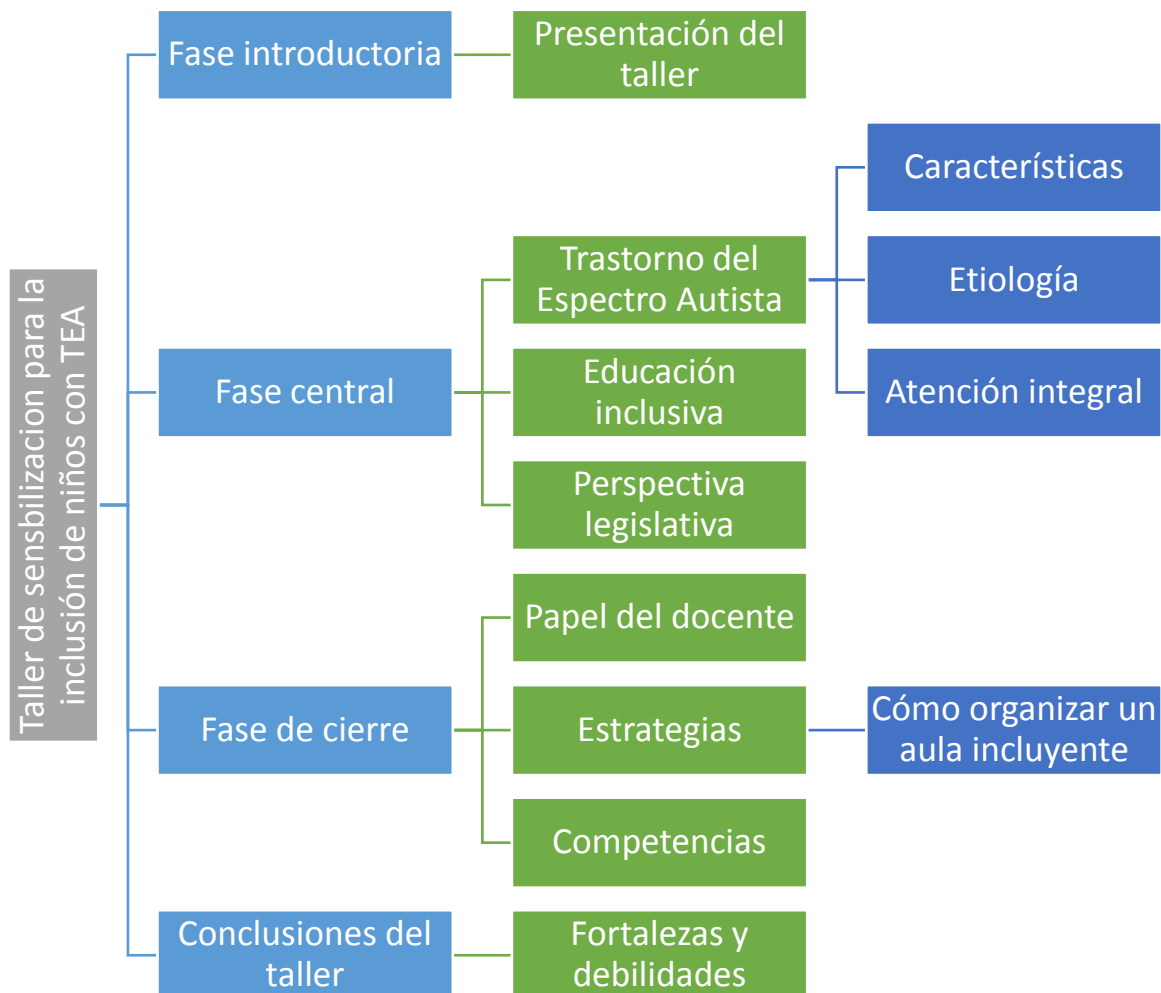 Taller de sensbilizacion para la
inclusión de niños con TEA
Fase introductoria
Presentación del
taller
Fase central
Trastorno del
Espectro Autista
Características
Etiología
Atención integral
Educación
inclusiva
Perspectiva
legislativa
Fase de cierre
Papel del docente
Estrategias
Cómo organizar un
aula incluyente
Competencias
Conclusiones del
taller
Fortalezas y
debilidades